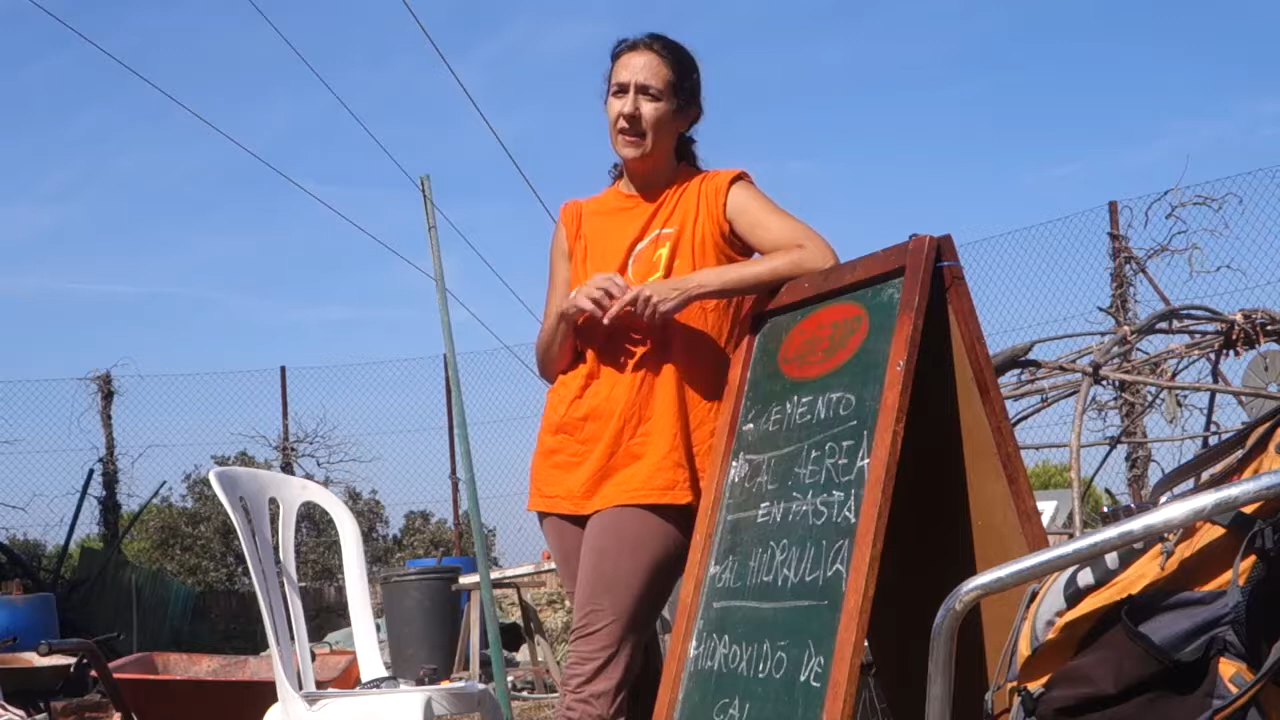 CEMENTO
CAL AEREA
EN PASTA
CAL HIDRAULICA
HIDROXIDO DE
CAL